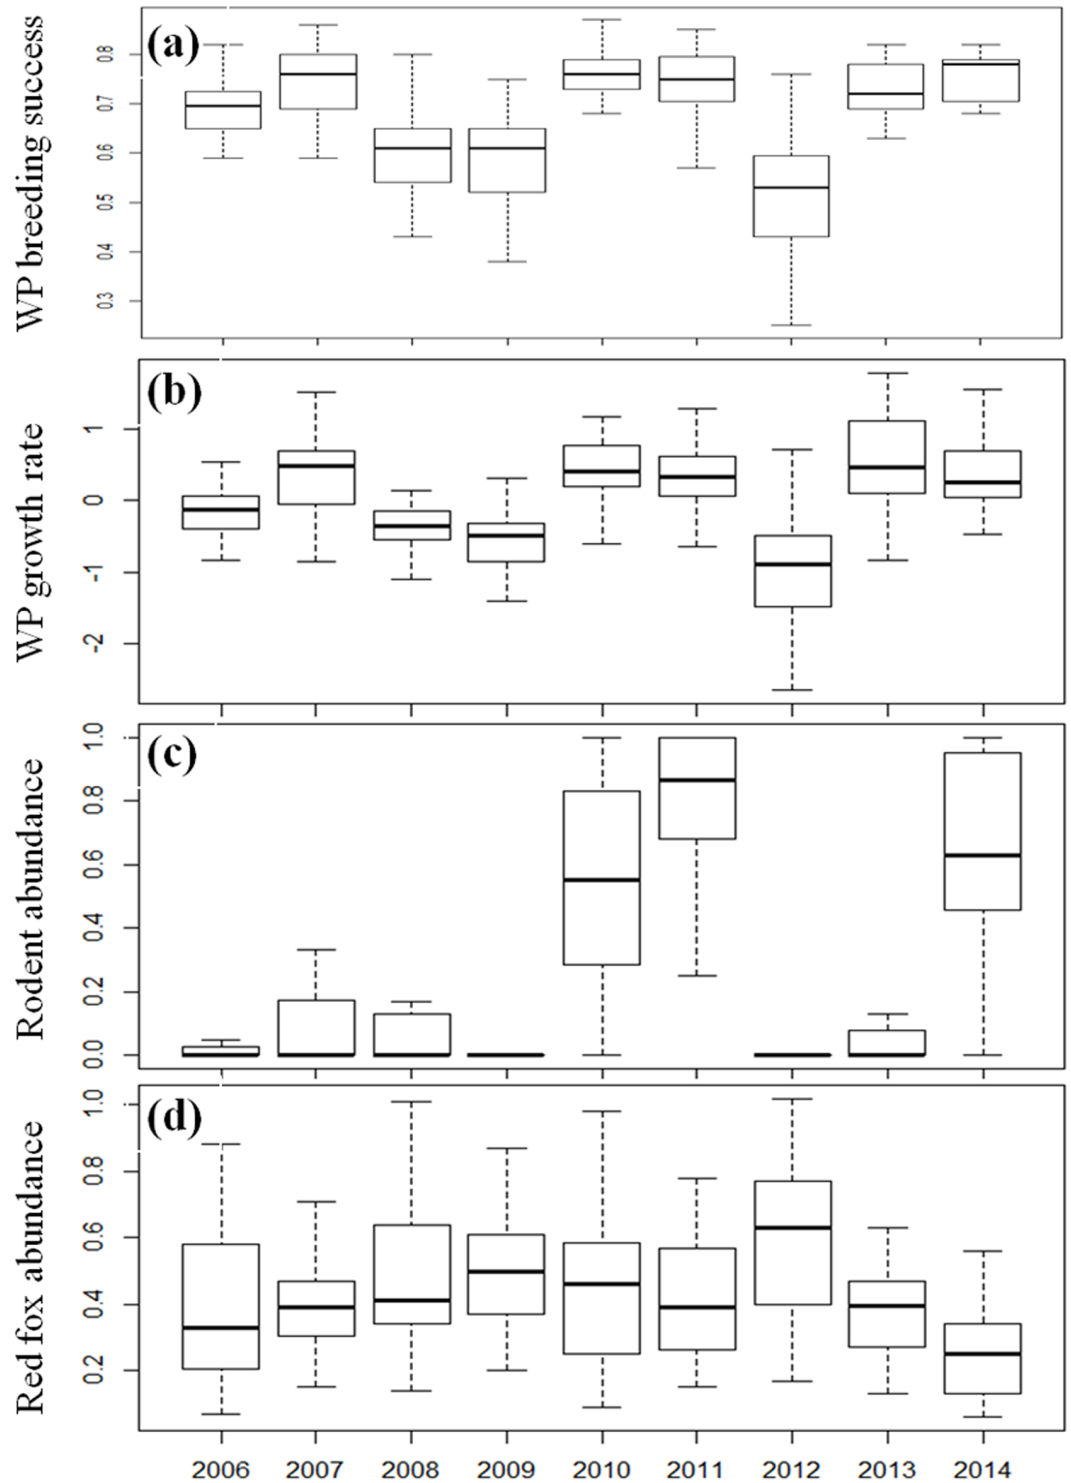 (a)
WP breeding success
0.8
0.7
0.6
0.5
0.4
0.3
(b)
WP growth rate
1
0
-1
-2
(c)
Rodent abundance
1.0
0.8
0.6
0.4
0.2
0.0
(d)
Red fox abundance
1.0
0.8
0.6
0.4
0.2
2006 2007 2008 2009 2010 2011 2012 2013 2014